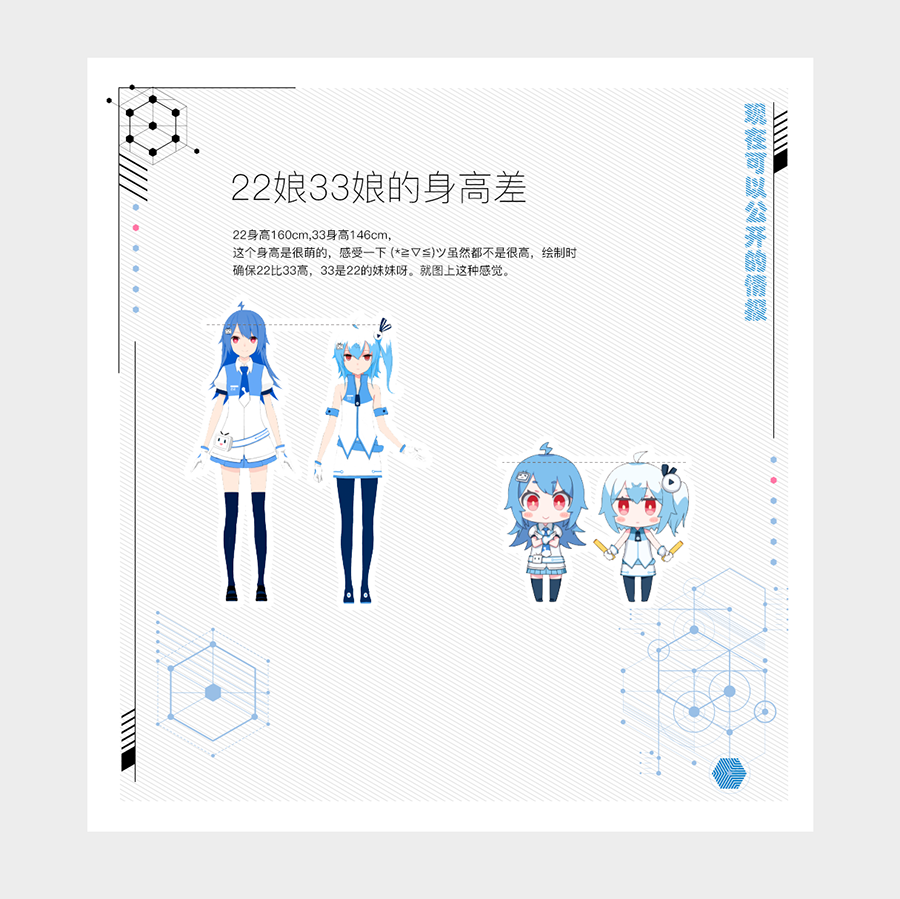 22娘33娘的身高差
22身高160cm,33身高146cm,
这个身高是很萌的，感受一下 (*≧▽≦)ツ虽然都不是很高，绘制时
确保22比33高，33是22的妹妹呀。就图上这种感觉。
现在可以公开的情报